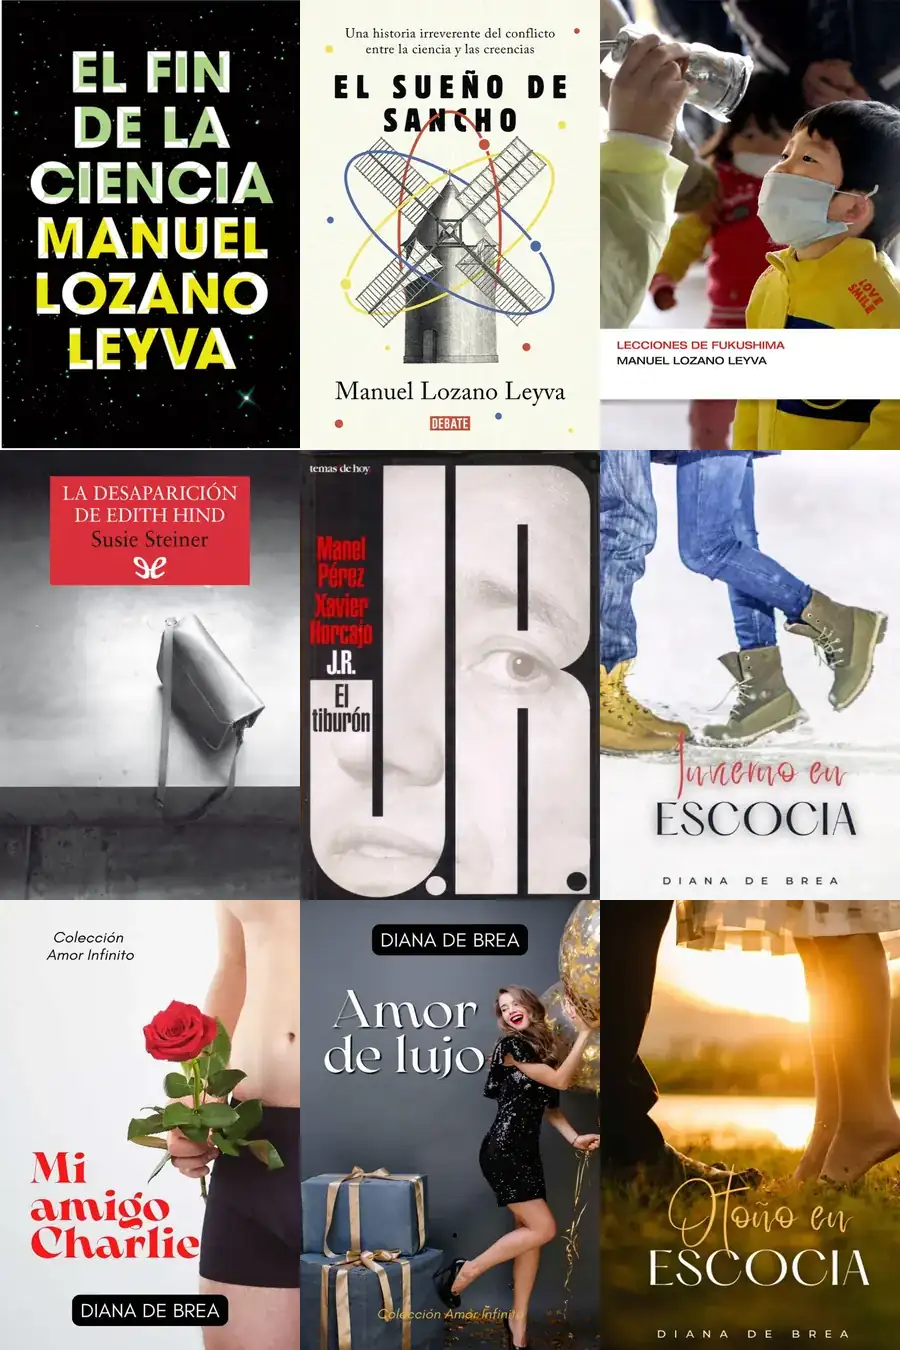 EL FIN
DE LA
CIENCIA
MANUEL
LOZANO
LEYVA
Una historia irreverente del conflicto
entre la ciencia y las creencias
EL SUEÑO DE
SANCHO
Manuel Lozano Leyva
DEBATE
LOVE
SMILE
LECCIONES DE FUKUSHIMA
MANUEL LOZANO LEYVA
LA DESAPARICIÓN
DE EDITH HIND
Susie Steiner
temas de hoy
J.R.
Manel
Pérez
Xavier
Horcajo
J.R.
El
tiburón
Invierno en
ESCOCIA
DIANA DE BREA
Colección
Amor Infinito
Mi
amigo
Charlie
DIANA DE BREA
DIANA DE BREA
Amor
de lujo
Colección Amor Infinito
Otoño en
ESCOCIA
DIANA DE BREA